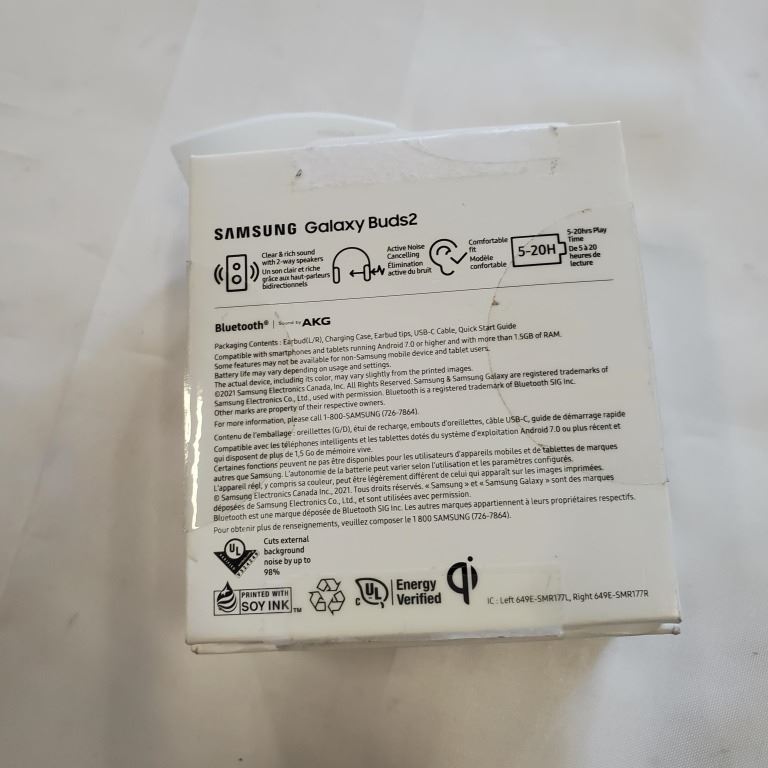 SAMSUNG Galaxy Buds2
Clear & rich sound
with 2-way speakers
Un son clair et riche
grâce aux haut-parleurs
bidirectionnels
Active Noise
Cancelling
Élimination
active du bruit
Comfortable
fit
Modèle
confortable
5-20H
5-20hrs Play
Time
De 5 à 20
heures de
lecture
Bluetooth® | Sound by AKG
Packaging Contents : Earbud(L/R), Charging Case, Earbud tips, USB-C Cable, Quick Start Guide
Compatible with smartphones and tablets running Android 7.0 or higher and with more than 1.5GB of RAM.
Some features may not be available for non-Samsung mobile device and tablet users.
Battery life may vary depending on usage and settings.
The actual device, including its color, may vary slightly from the printed images.
©2021 Samsung Electronics Canada, Inc. All Rights Reserved. Samsung & Samsung Galaxy are registered trademarks of
Samsung Electronics Co., Ltd., used with permission. Bluetooth is a registered trademark of Bluetooth SIG Inc.
Other marks are property of their respective owners.
For more information, please call 1-800-SAMSUNG (726-7864).
Contenu de l'emballage : oreillettes (G/D), étui de recharge, embouts d'oreillettes, câble USB-C, guide de démarrage rapide
Compatible avec les téléphones intelligents et les tablettes dotés du système d'exploitation Android 7.0 ou plus récent et
qui disposent de plus de 1,5 Go de mémoire vive.
Certaines fonctions peuvent ne pas être disponibles pour les utilisateurs d'appareils mobiles et de tablettes de marques
autres que Samsung. L'autonomie de la batterie peut varier selon l'utilisation et les paramètres configurés.
L'appareil réel, y compris sa couleur, peut être légèrement différent de celui qui apparaît sur les images imprimées.
© Samsung Electronics Canada Inc., 2021. Tous droits réservés. « Samsung » et « Samsung Galaxy » sont des marques
déposées de Samsung Electronics Co., Ltd., et sont utilisées avec permission.
Bluetooth est une marque déposée de Bluetooth SIG Inc. Les autres marques appartiennent à leurs propriétaires respectifs.
Pour obtenir plus de renseignements, veuillez composer le 1 800 SAMSUNG (726-7864).
UL
Cuts external
background
noise by up to
98%
PRINTED WITH
SOY INK TM
c UL
Energy
Verified
qi
IC : Left 649E-SMR177L, Right 649E-SMR177R